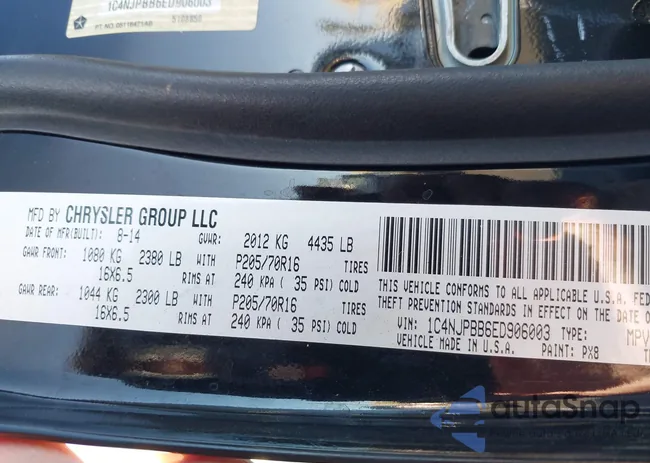 1C4NJPBB6ED906003
MFD BY CHRYSLER GROUP LLC
DATE OF MFR(BUILT): 8-14 GVWR: 2012 KG 4435 LB
GAWR FRONT: 1080 KG 2380 LB WITH P205/70R16 TIRES
16X6.5 RIMS AT 240 KPA ( 35 PSI) COLD
GAWR REAR: 1044 KG 2300 LB WITH P205/70R16 TIRES
16X6.5 RIMS AT 240 KPA ( 35 PSI) COLD
THIS VEHICLE CONFORMS TO ALL APPLICABLE U.S.A. FED
THEFT PREVENTION STANDARDS IN EFFECT ON THE DATE O
VIN: 1C4NJPBB6ED906003 TYPE: MPV
MADE IN U.S.A. PAINT: PX8
autoSnap